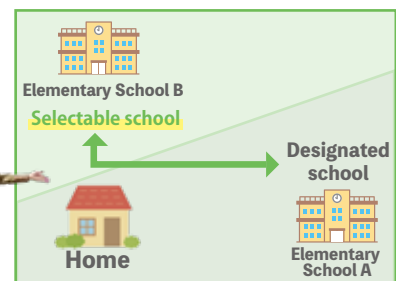 Elementary School B
Selectable school
Designated
school
Home
Elementary
School A